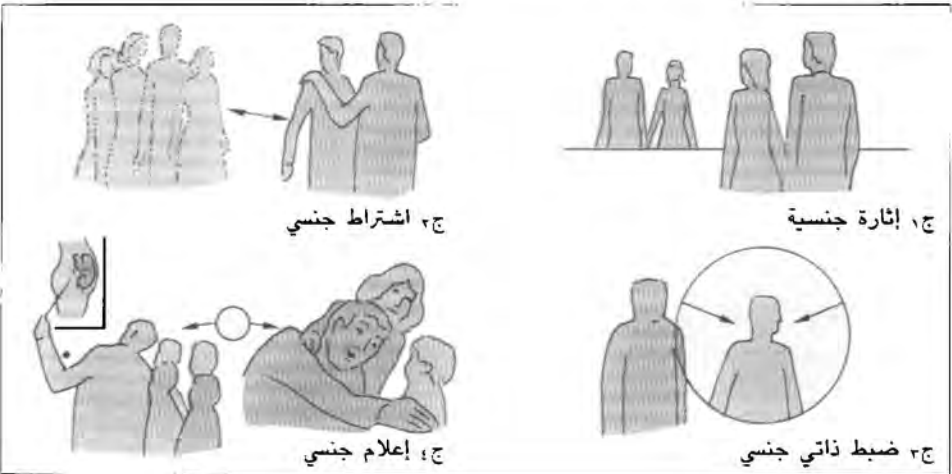 ج١ إثارة جنسية
ج٢ اشتراط جنسي
ج٣ ضبط ذاتي جنسي
ج٤ إعلام جنسي